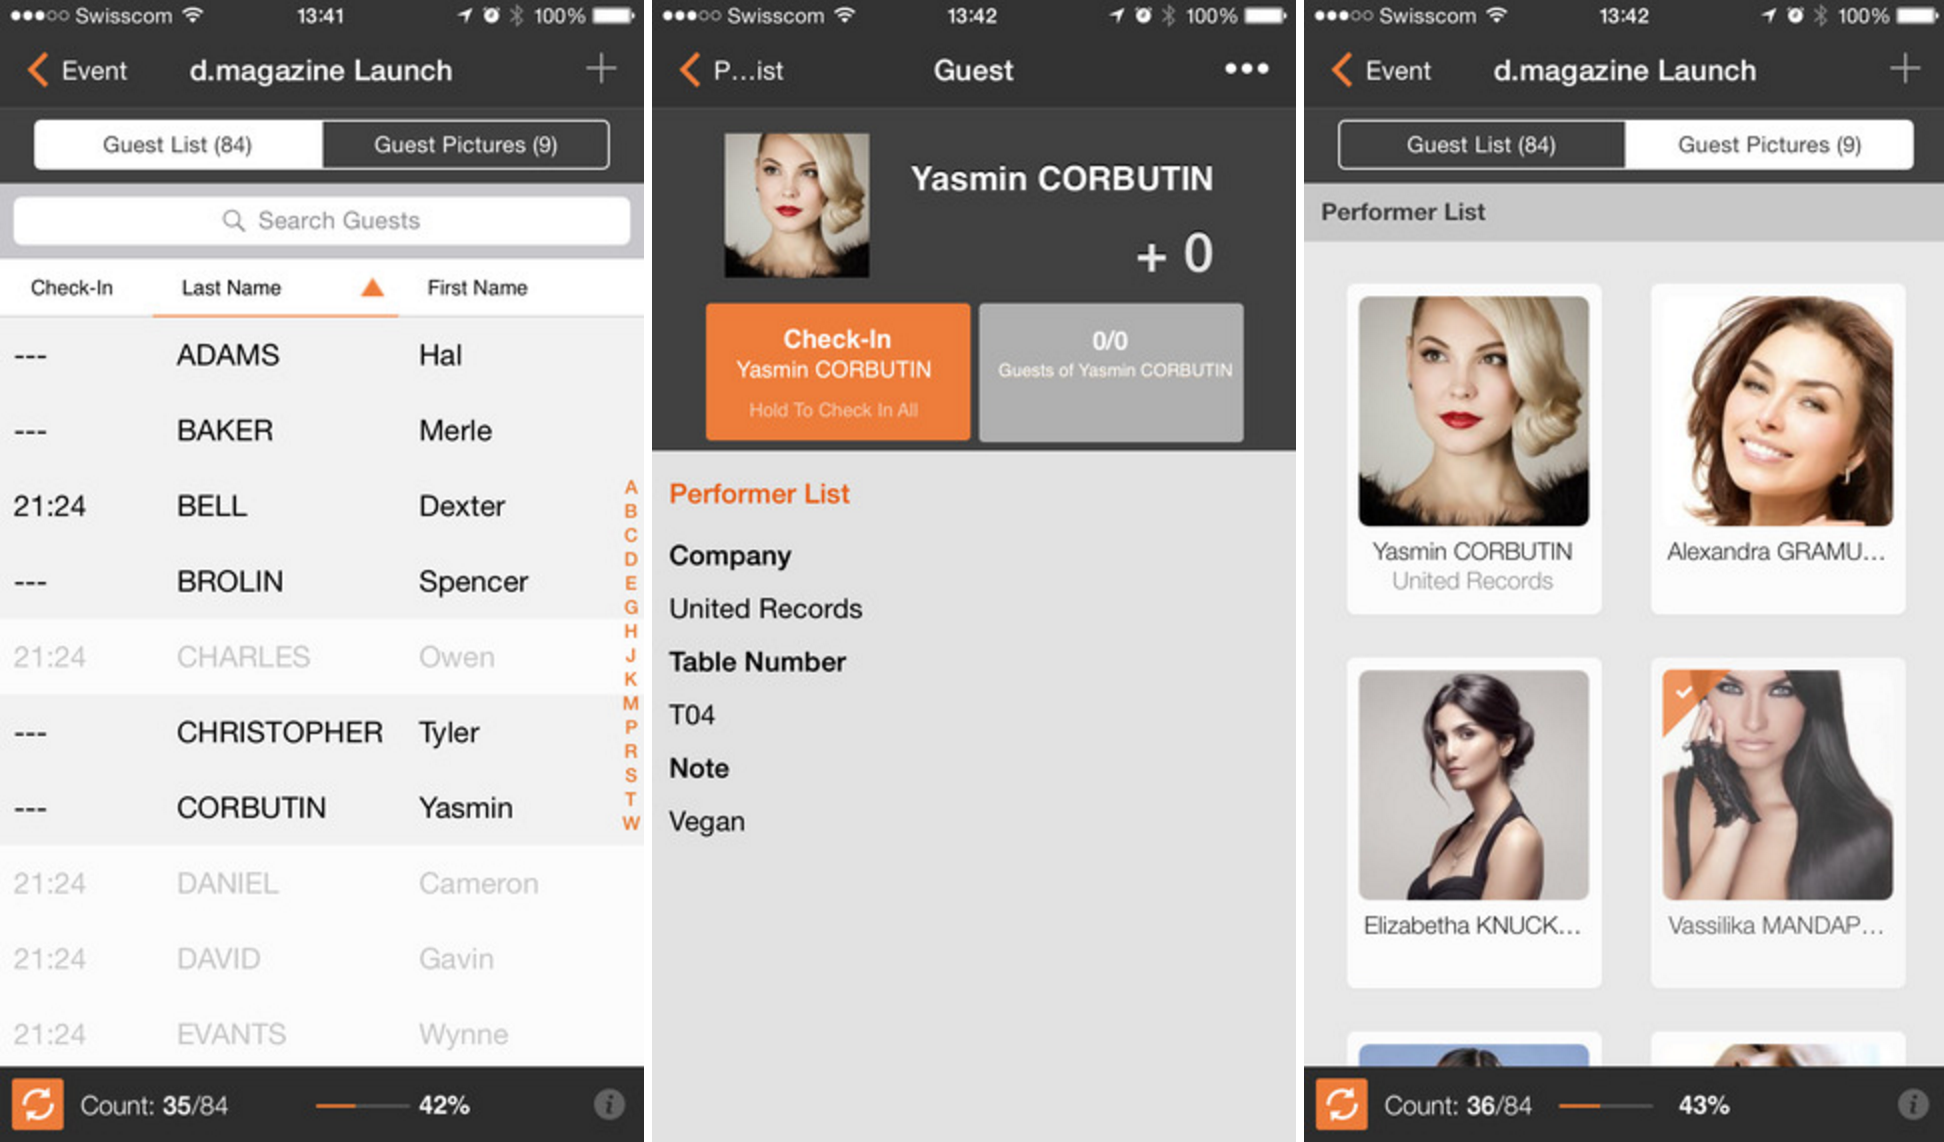 Swisscom 13:41 100%
Event d.magazine Launch +
Guest List (84) Guest Pictures (9)
Search Guests
Check-In Last Name First Name
--- ADAMS Hal
--- BAKER Merle
21:24 BELL Dexter
--- BROLIN Spencer
21:24 CHARLES Owen
--- CHRISTOPHER Tyler
--- CORBUTIN Yasmin
21:24 DANIEL Cameron
21:24 DAVID Gavin
21:24 EVANTS Wynne
A
B
C
D
E
G
H
J
K
M
P
R
S
T
W
Count: 35/84 42% i
Swisscom 13:42 100%
P...ist Guest •••
Yasmin CORBUTIN
+ 0
Check-In
Yasmin CORBUTIN
Hold To Check In All
0/0
Guests of Yasmin CORBUTIN
Performer List
Company
United Records
Table Number
T04
Note
Vegan
Swisscom 13:42 100%
Event d.magazine Launch +
Guest List (84) Guest Pictures (9)
Performer List
Yasmin CORBUTIN
United Records
Alexandra GRAMU...
Elizabetha KNUCK...
Vassilika MANDAP...
Count: 36/84 43% i